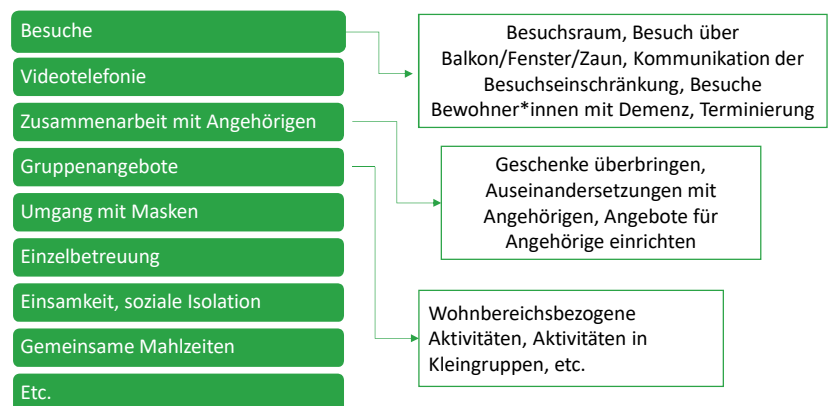 Besuche
Videotelefonie
Zusammenarbeit mit Angehörigen
Gruppenangebote
Umgang mit Masken
Einzelbetreuung
Einsamkeit, soziale Isolation
Gemeinsame Mahlzeiten
Etc.
Besuchsraum, Besuch über
Balkon/Fenster/Zaun, Kommunikation der
Besuchseinschränkung, Besuche
Bewohner*innen mit Demenz, Terminierung
Geschenke überbringen,
Auseinandersetzungen mit
Angehörigen, Angebote für
Angehörige einrichten
Wohnbereichsbezogene
Aktivitäten, Aktivitäten in
Kleingruppen, etc.